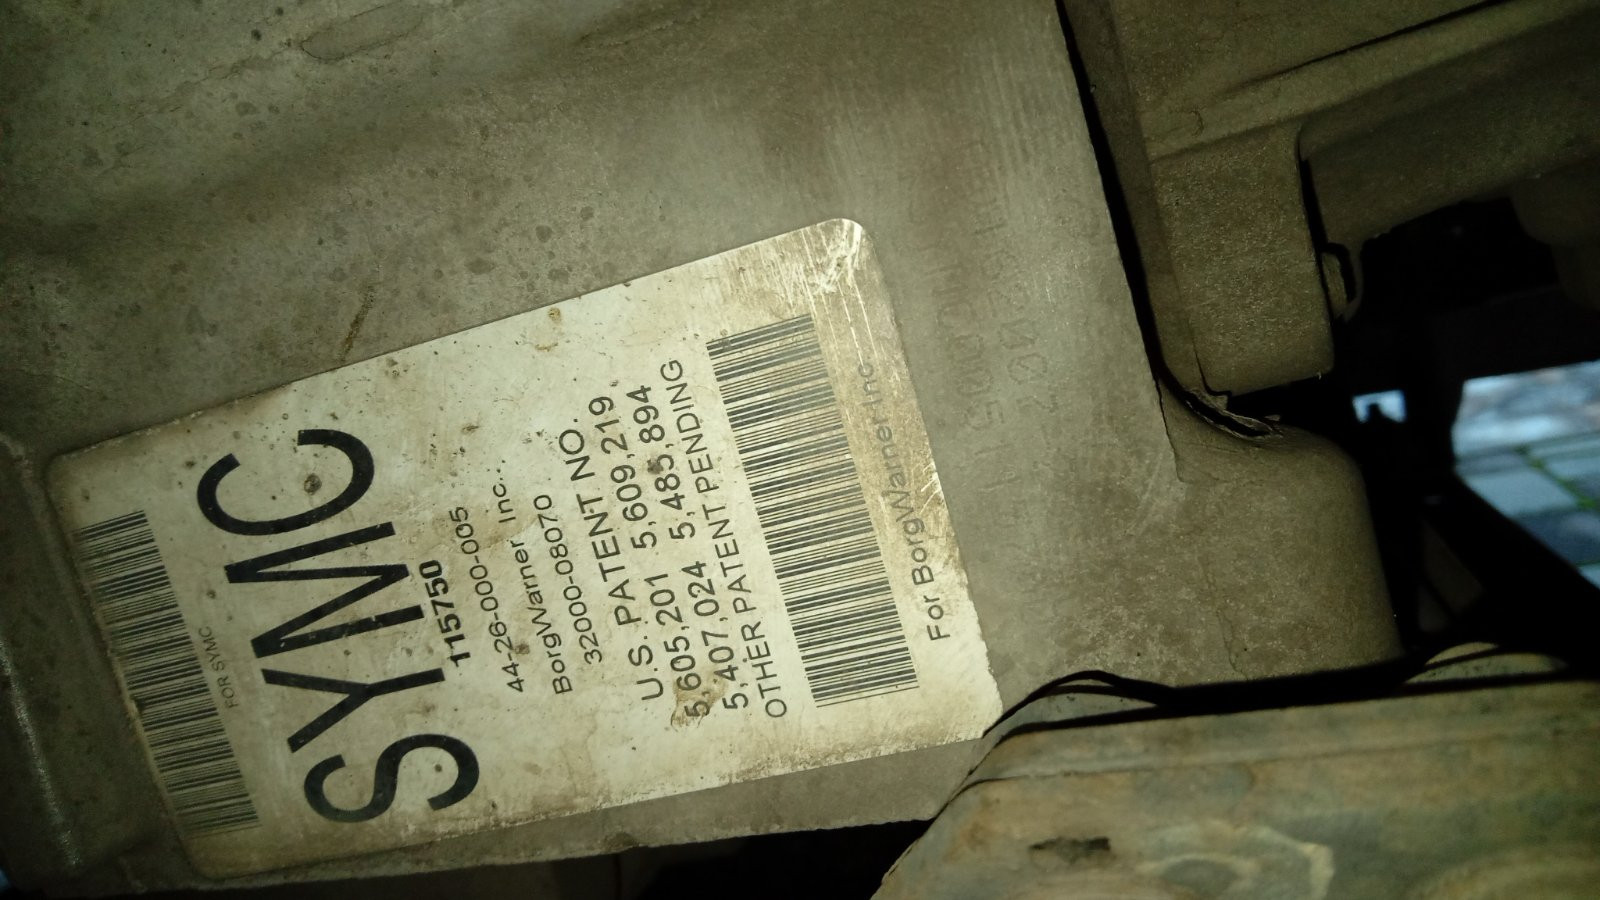 FOR SYMC
SYMC
115750
44-26-000-005
BorgWarner Inc.
32000-08070
U.S. PATENT NO.
5,605,201 5,609,219
5,407,024 5,485,894
OTHER PATENT PENDING
For BorgWarner Inc